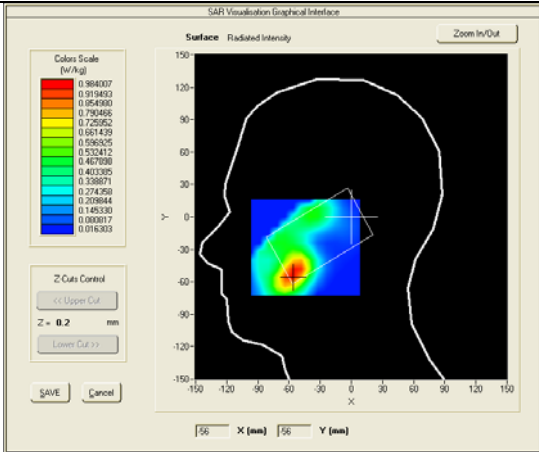 SAR Visualisation Graphical Interface
Surface Radiated Intensity
Zoom In/Out
Colors Scale
(W/kg)
0.984007
0.919493
0.854980
0.790466
0.725952
0.661439
0.596925
0.532412
0.467898
0.403385
0.338871
0.274358
0.209844
0.145330
0.080817
0.016303
Z-Cuts Control
<< Upper Cut
Z = 0.2 mm
Lower Cut >>
SAVE Cancel
150
120
90
60
30
0
-30
-60
-90
-120
-150
Y
-150 -120 -90 -60 -30 0 30 60 90 120 150
X
-56 X (mm) -56 Y (mm)